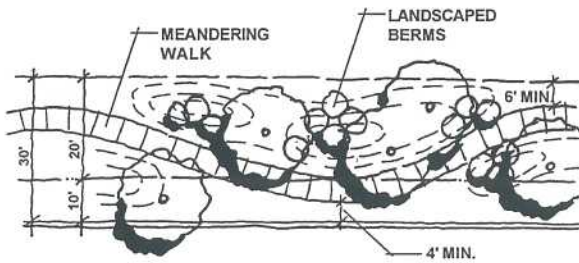 MEANDERING
WALK
LANDSCAPED
BERMS
6' MIN.
30'
20'
10'
4' MIN.